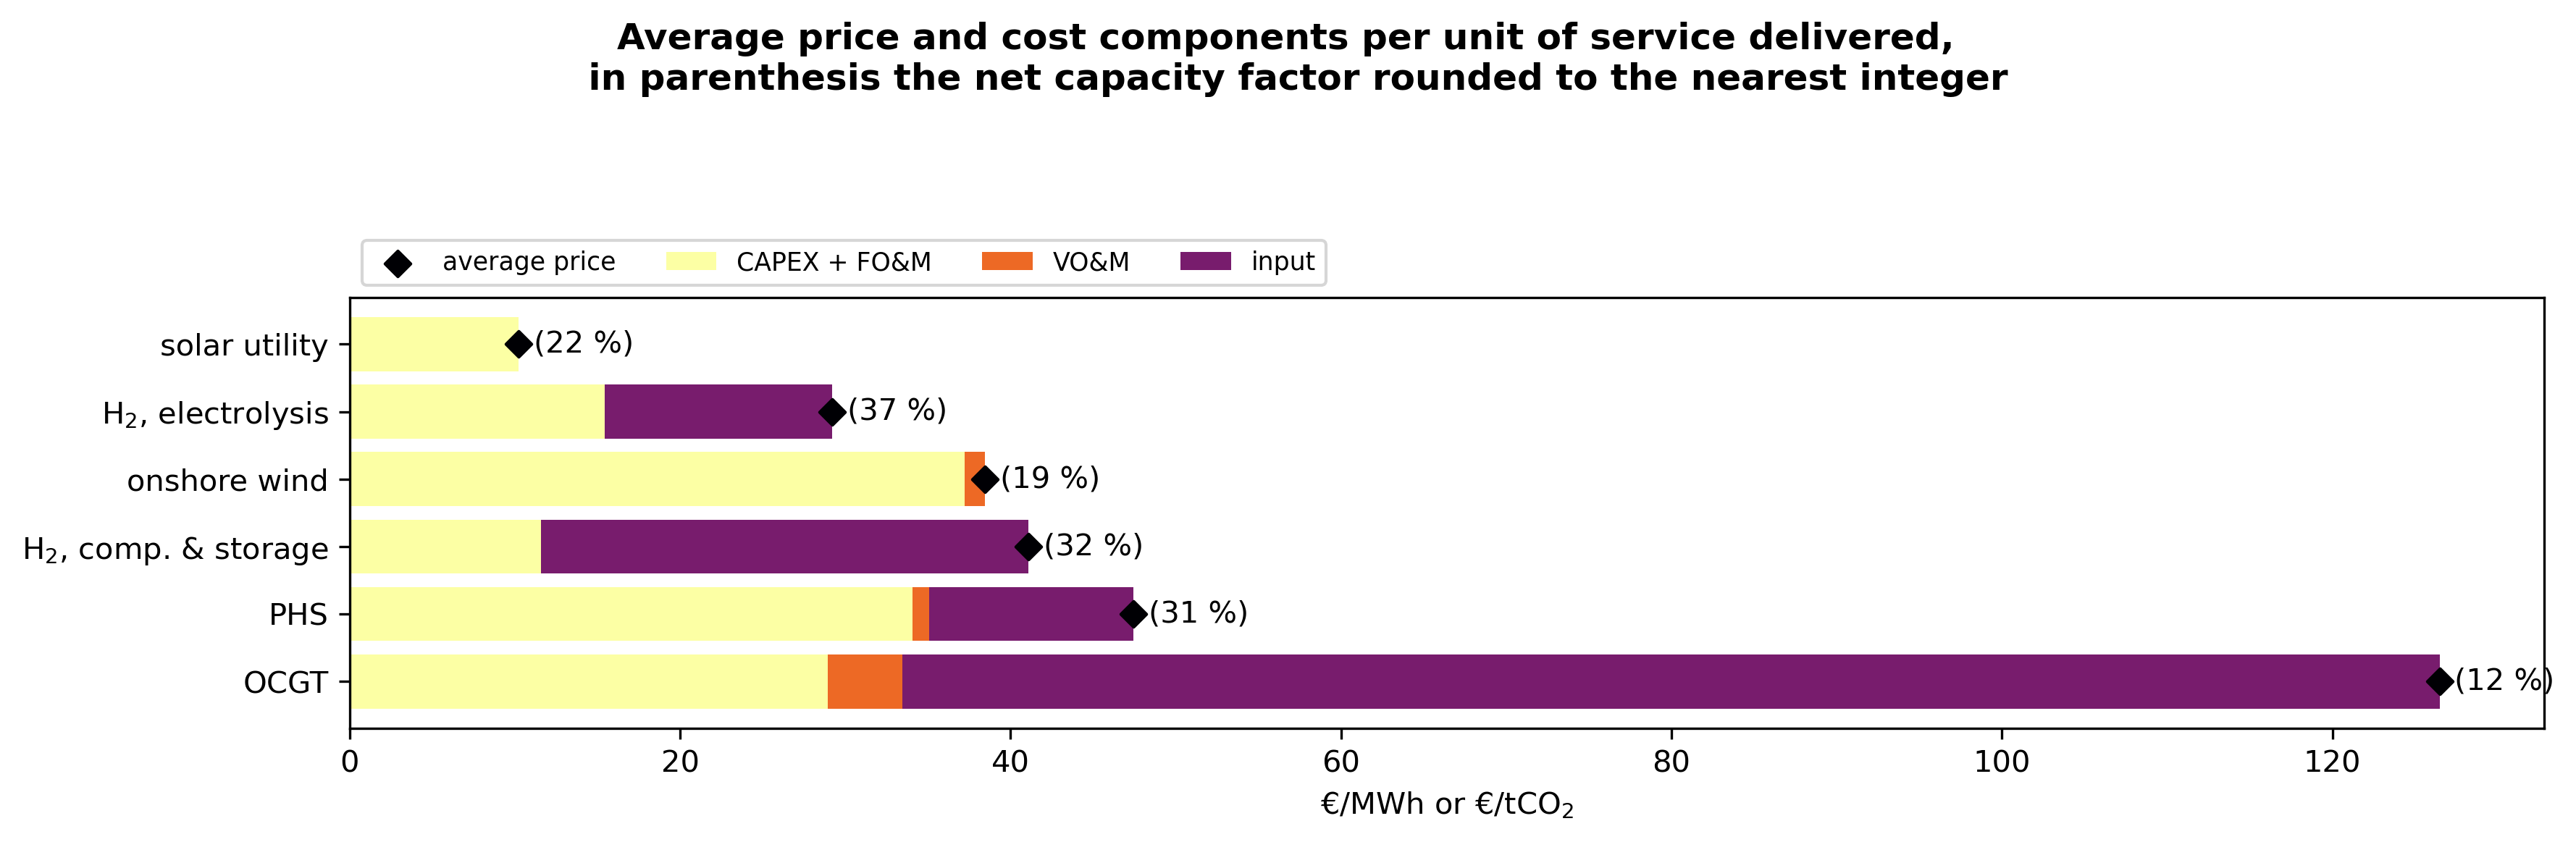 Average price and cost components per unit of service delivered,
in parenthesis the net capacity factor rounded to the nearest integer
average price CAPEX + FO&M VO&M input
solar utility (22 %)
H₂, electrolysis (37 %)
onshore wind (19 %)
H₂, comp. & storage (32 %)
PHS (31 %)
OCGT (12 %)
0 20 40 60 80 100 120
€/MWh or €/tCO₂